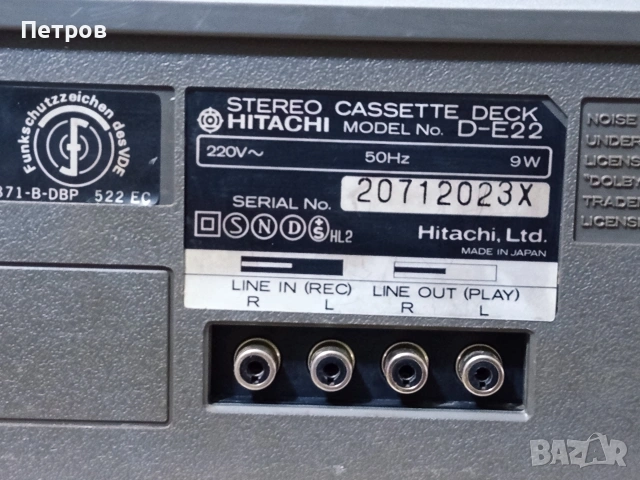 Петров
Funkschutzzeichen des VDE
871-B-DBP 522 EC
STEREO CASSETTE DECK
HITACHI MODEL No. D-E22
220V~ 50Hz 9W
SERIAL No. 20712023X
S N D S HL2 Hitachi, Ltd.
MADE IN JAPAN
LINE IN (REC) LINE OUT (PLAY)
R L R L
NOISE
UNDER
LICENS
"DOLBY
TRADE
LICENS
BAZAR